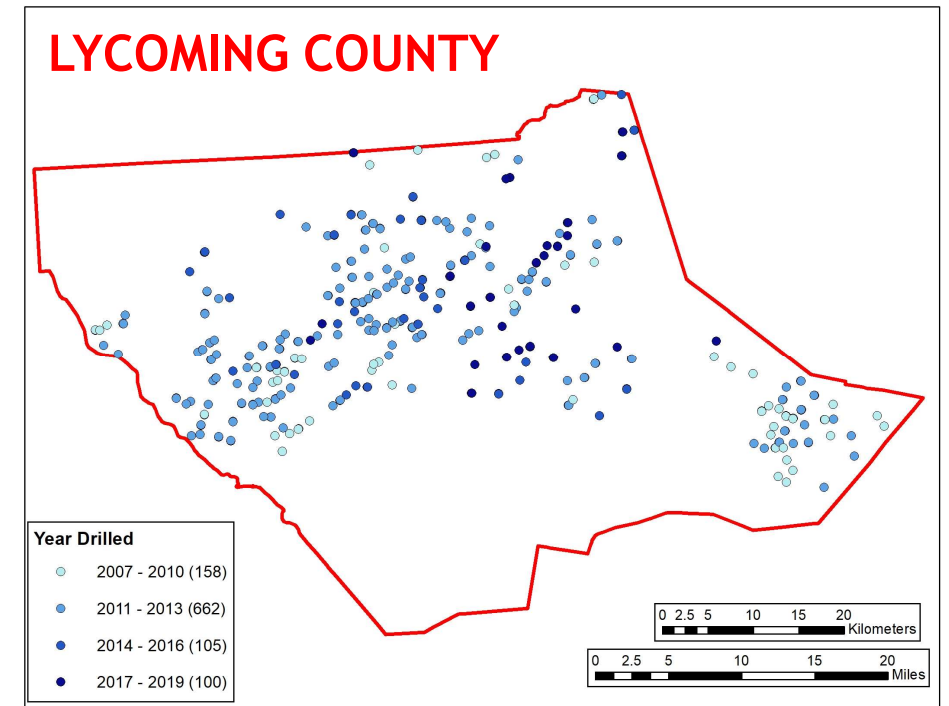 LYCOMING COUNTY
Year Drilled
2007 - 2010 (158)
2011 - 2013 (662)
2014 - 2016 (105)
2017 - 2019 (100)
0 2.5 5 10 15 20
Kilometers
0 2.5 5 10 15 20
Miles